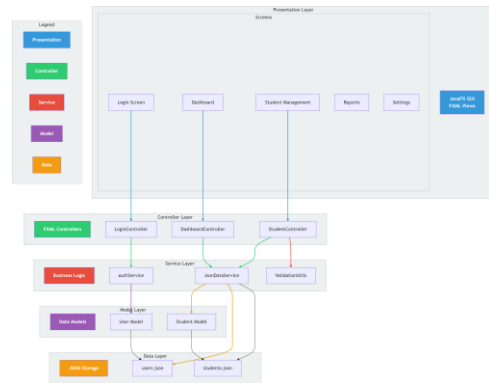 Presentation Layer
Screens
Legend
Presentation
Controller
Service
Model
Data
Login Screen
Dashboard
Student Management
Reports
Settings
JavaFX GUI
FXML Views
Controller Layer
FXML Controllers
LoginController
DashboardController
StudentController
Service Layer
Business Logic
AuthService
JsonDataService
ValidationUtils
Model Layer
Data Models
User Model
Student Model
Data Layer
JSON Storage
users.json
students.json